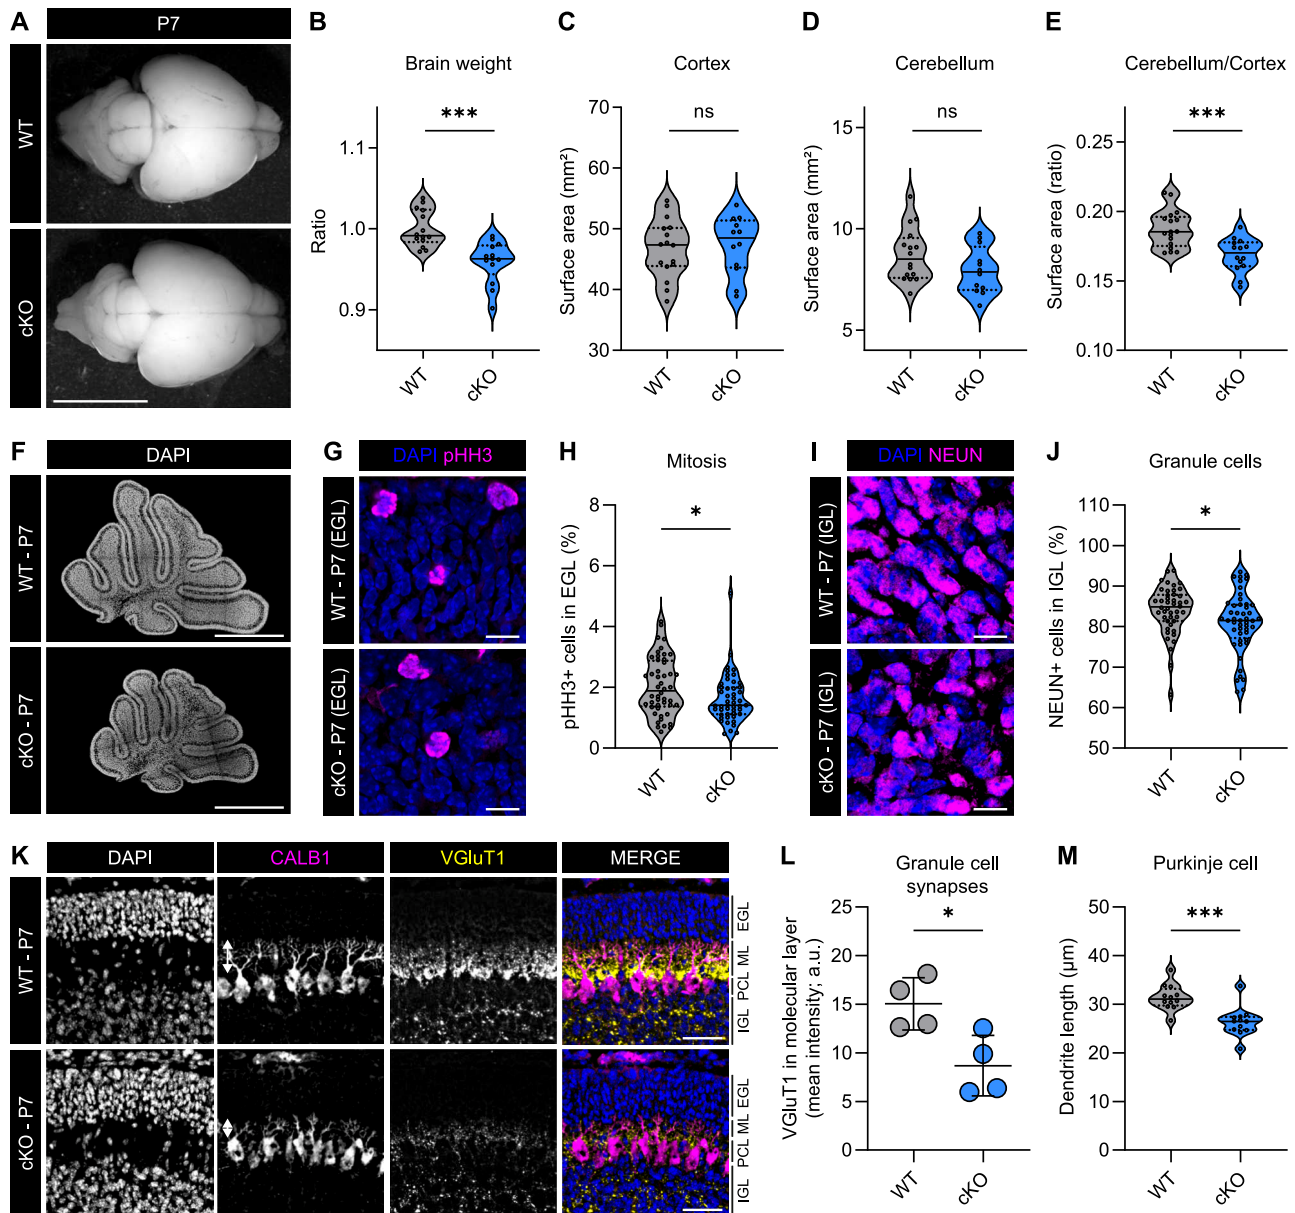 A
P7
WT
cKO
B
Brain weight
***
Ratio
1.1
1.0
0.9
WT
cKO
C
Cortex
ns
Surface area (mm²)
70
60
50
40
30
WT
cKO
D
Cerebellum
ns
Surface area (mm²)
15
10
5
WT
cKO
E
Cerebellum/Cortex
***
Surface area (ratio)
0.25
0.20
0.15
0.10
WT
cKO
F
DAPI
WT - P7
cKO - P7
G
DAPI pHH3
WT - P7 (EGL)
cKO - P7 (EGL)
H
Mitosis
*
pHH3+ cells in EGL (%)
8
6
4
2
0
WT
cKO
I
DAPI NEUN
WT - P7 (IGL)
cKO - P7 (IGL)
J
Granule cells
*
NEUN+ cells in IGL (%)
110
100
90
80
70
60
50
WT
cKO
K
DAPI
CALB1
VGluT1
MERGE
WT - P7
EGL
ML
PCL
IGL
cKO - P7
EGL
ML
PCL
IGL
L
Granule cell
synapses
*
VGluT1 in molecular layer
(mean intensity; a.u.)
25
20
15
10
5
0
WT
cKO
M
Purkinje cell
***
Dendrite length (μm)
50
40
30
20
10
0
WT
cKO